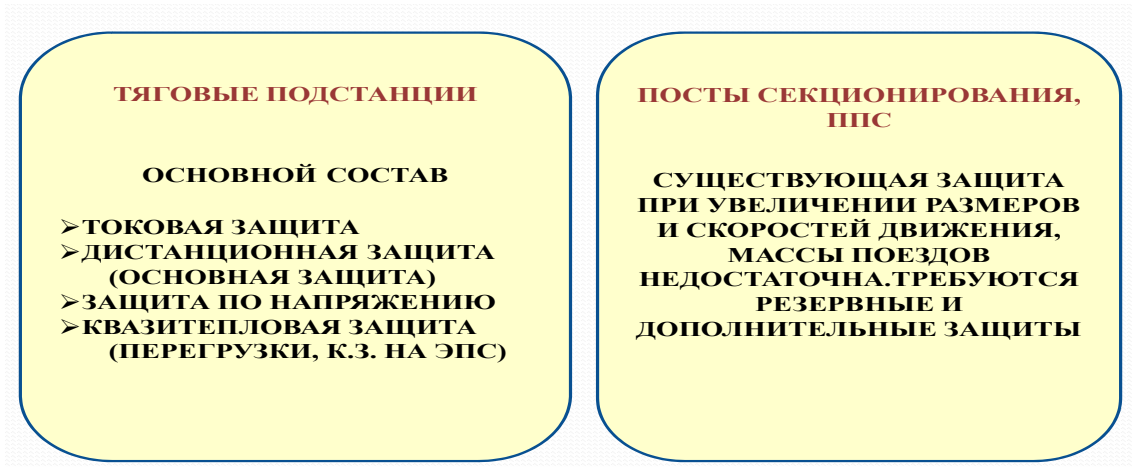 ТЯГОВЫЕ ПОДСТАНЦИИ
ОСНОВНОЙ СОСТАВ
➢ТОКОВАЯ ЗАЩИТА
➢ДИСТАНЦИОННАЯ ЗАЩИТА
(ОСНОВНАЯ ЗАЩИТА)
➢ЗАЩИТА ПО НАПРЯЖЕНИЮ
➢КВАЗИТЕПЛОВАЯ ЗАЩИТА
(ПЕРЕГРУЗКИ, К.З. НА ЭПС)
ПОСТЫ СЕКЦИОНИРОВАНИЯ,
ППС
СУЩЕСТВУЮЩАЯ ЗАЩИТА
ПРИ УВЕЛИЧЕНИИ РАЗМЕРОВ
И СКОРОСТЕЙ ДВИЖЕНИЯ,
МАССЫ ПОЕЗДОВ
НЕДОСТАТОЧНА.ТРЕБУЮТСЯ
РЕЗЕРВНЫЕ И
ДОПОЛНИТЕЛЬНЫЕ ЗАЩИТЫ